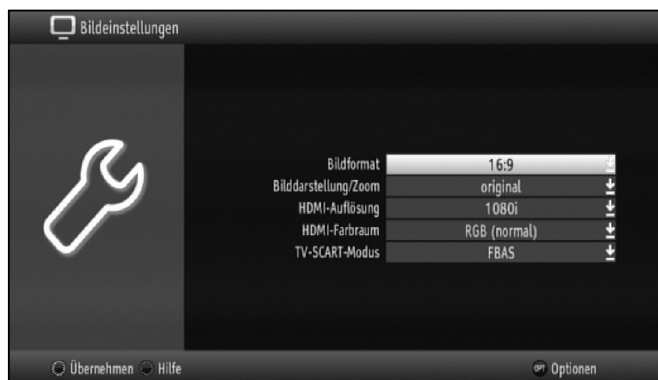 Bildeinstellungen
Bildformat 16:9
Bilddarstellung/Zoom original
HDMI-Auflösung 1080i
HDMI-Farbraum RGB (normal)
TV-SCART-Modus FBAS
Übernehmen Hilfe OPT Optionen